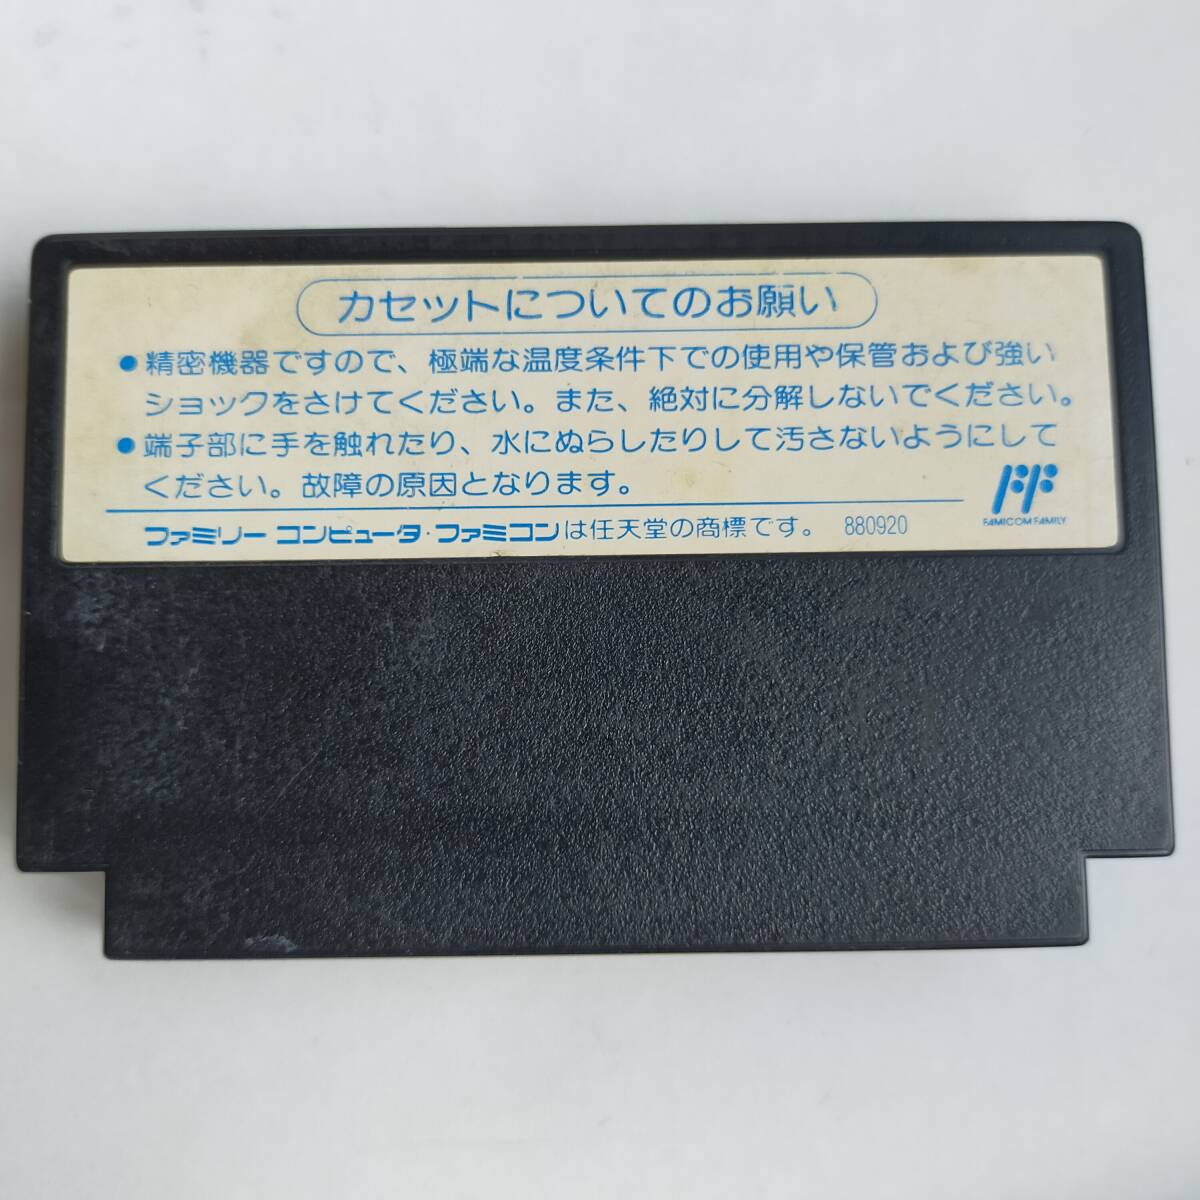 カセットについてのお願い
●精密機器ですので、極端な温度条件下での使用や保管および強い
ショックをさけてください。また、絶対に分解しないでください。
●端子部に手を触れたり、水にぬらしたりして汚さないようにして
ください。故障の原因となります。
FAMICOM FAMILY
ファミリー コンピュータ・ファミコンは任天堂の商標です。 880920